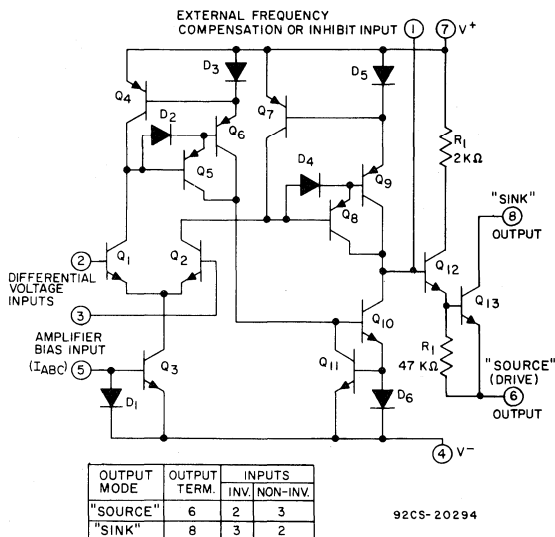 EXTERNAL FREQUENCY
COMPENSATION OR INHIBIT INPUT
1
7 V+
D3
D5
Q4
Q7
D2
Q6
R1
2KΩ
D4
Q5
Q9
"SINK"
8
OUTPUT
Q8
2
Q1
Q2
Q12
Q13
DIFFERENTIAL
VOLTAGE
INPUTS
3
Q10
AMPLIFIER
BIAS INPUT
(IABC)
5
Q3
Q11
R1
47 KΩ
"SOURCE"
(DRIVE)
6
OUTPUT
D1
D6
4 V-
OUTPUT MODE OUTPUT TERM. INPUTS
INV. NON-INV.
"SOURCE" 6 2 3
"SINK" 8 3 2
92CS-20294